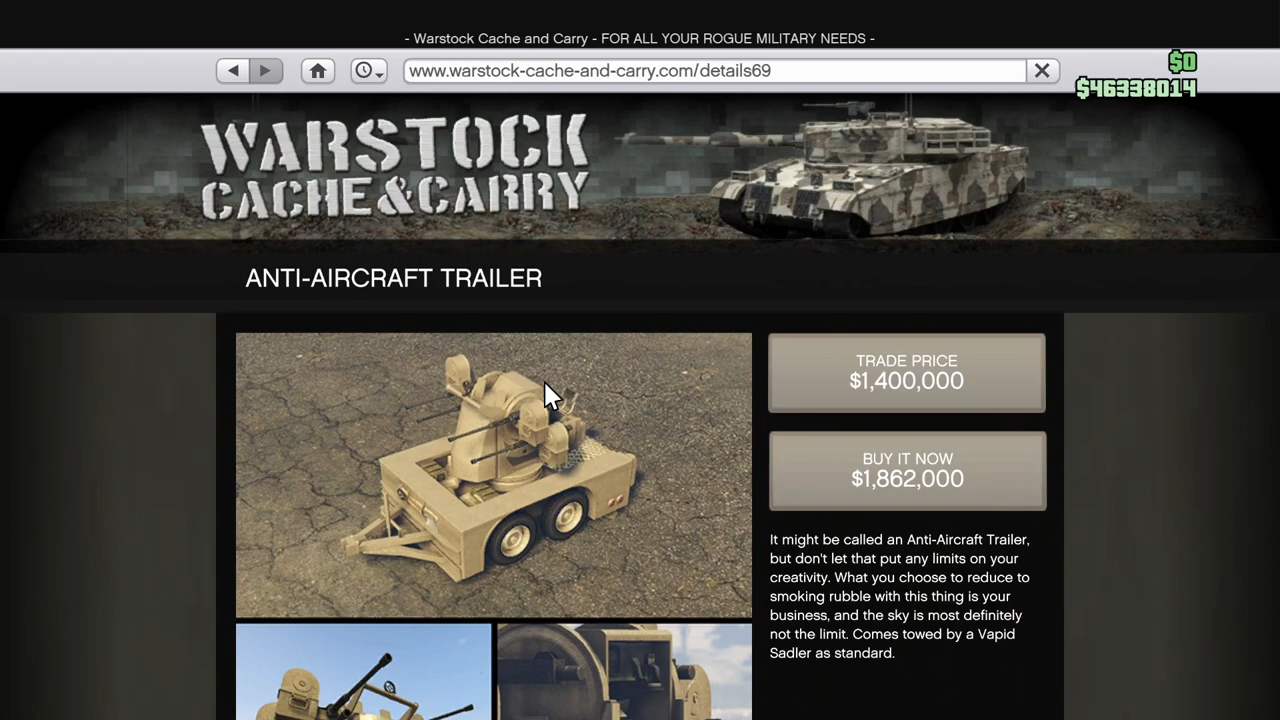 - Warstock Cache and Carry - FOR ALL YOUR ROGUE MILITARY NEEDS -
www.warstock-cache-and-carry.com/details69
$0
$46338014
WARSTOCK
CACHE&CARRY
ANTI-AIRCRAFT TRAILER
TRADE PRICE
$1,400,000
BUY IT NOW
$1,862,000
It might be called an Anti-Aircraft Trailer,
but don't let that put any limits on your
creativity. What you choose to reduce to
smoking rubble with this thing is your
business, and the sky is most definitely
not the limit. Comes towed by a Vapid
Sadler as standard.